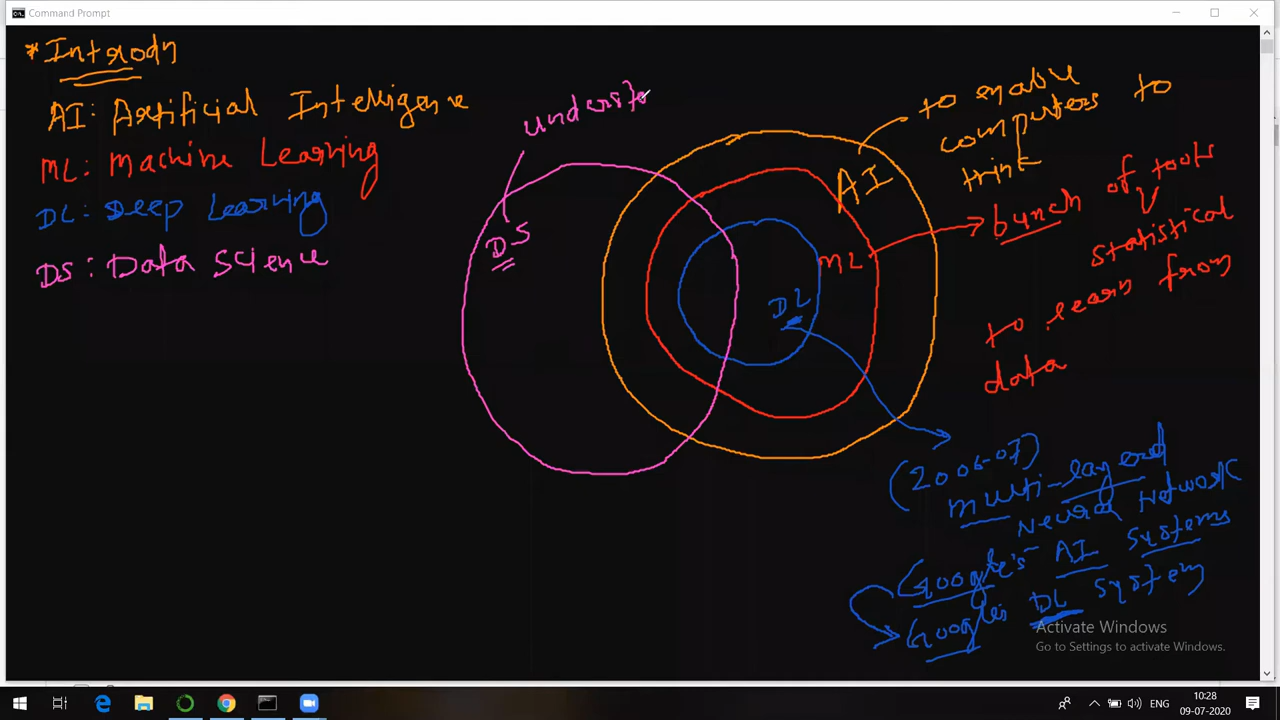 Command Prompt
*Introdn
AI: Artificial Intelligence
ML: Machine Learning
DL: Deep Learning
DS: Data Science
understa
DS
AI
ML
DL
to enable
computers to
think
bunch of tools
statistical
to learn from
data
(2006-07)
multi-layered
Neural Network
Google's AI Systems
Google's DL System
Activate Windows
Go to Settings to activate Windows.
ENG
10:28
09-07-2020